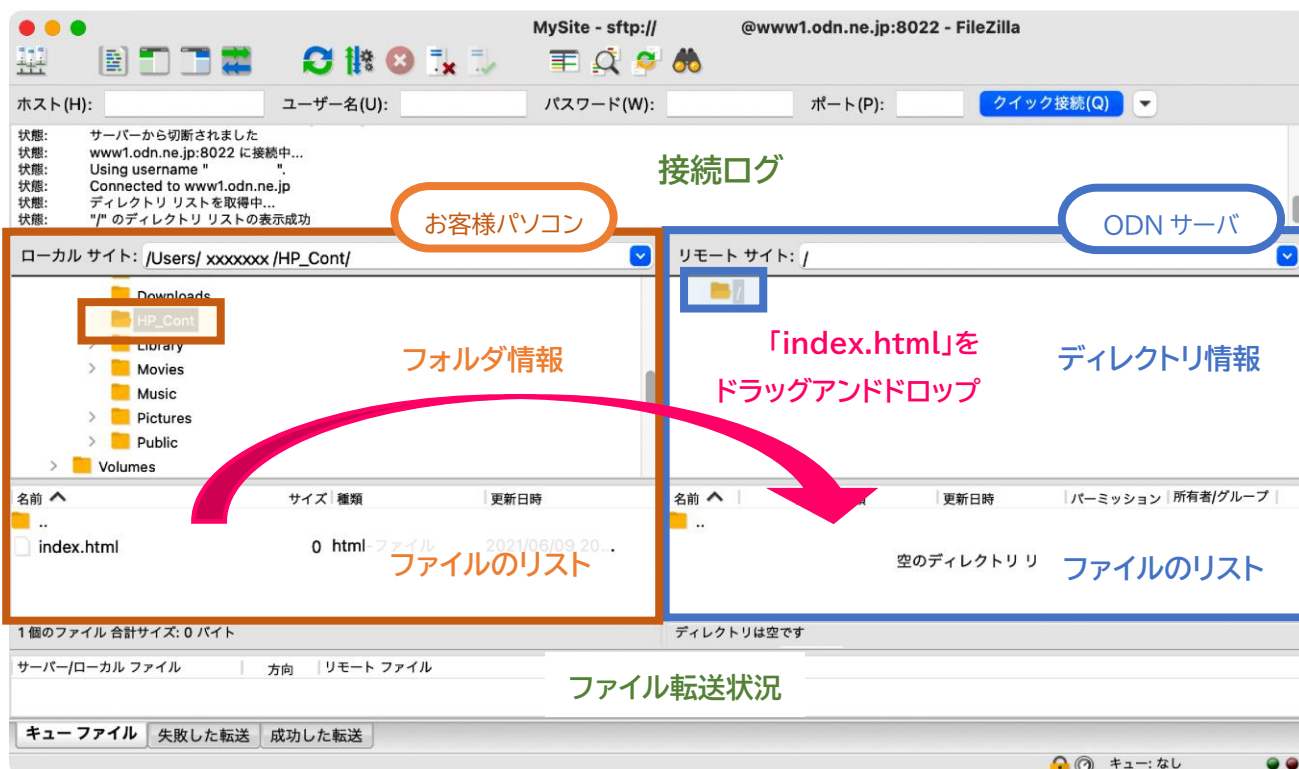 MySite - sftp:// @www1.odn.ne.jp:8022 - FileZilla
ホスト(H): ユーザー名(U): パスワード(W): ポート(P): クイック接続(Q)
状態: サーバーから切断されました
状態: www1.odn.ne.jp:8022 に接続中...
状態: Using username " ".
状態: Connected to www1.odn.ne.jp
状態: ディレクトリ リストを取得中...
状態: "/" のディレクトリ リストの表示成功
接続ログ
お客様パソコン
ODN サーバ
ローカル サイト: /Users/ xxxxxxx /HP_Cont/
リモート サイト: /
Downloads
HP_Cont
Library
Movies
Music
Pictures
Public
Volumes
フォルダ情報
/
「index.html」を
ドラッグアンドドロップ
ディレクトリ情報
名前 サイズ 種類 更新日時
..
index.html 0 html-ファイル 2021/06/09 20...
ファイルのリスト
名前 更新日時 パーミッション 所有者/グループ
..
空のディレクトリ リ
ファイルのリスト
1個のファイル 合計サイズ: 0 バイト
ディレクトリは空です
サーバー/ローカル ファイル 方向 リモート ファイル
ファイル転送状況
キュー ファイル 失敗した転送 成功した転送
キュー: なし